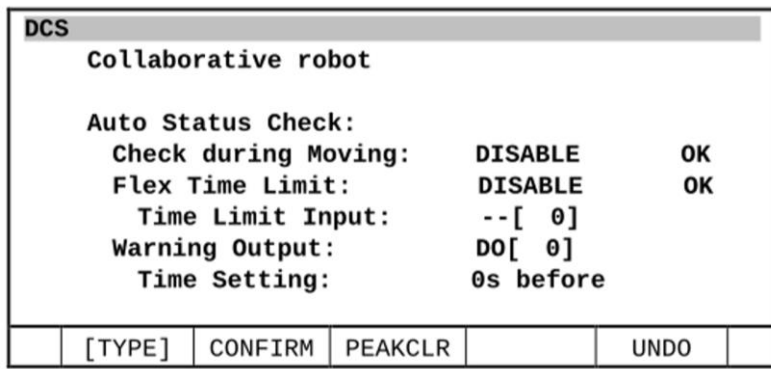 DCS
Collaborative robot
Auto Status Check:
Check during Moving: DISABLE OK
Flex Time Limit: DISABLE OK
Time Limit Input: --[ 0]
Warning Output: DO[ 0]
Time Setting: 0s before
[TYPE] CONFIRM PEAKCLR UNDO